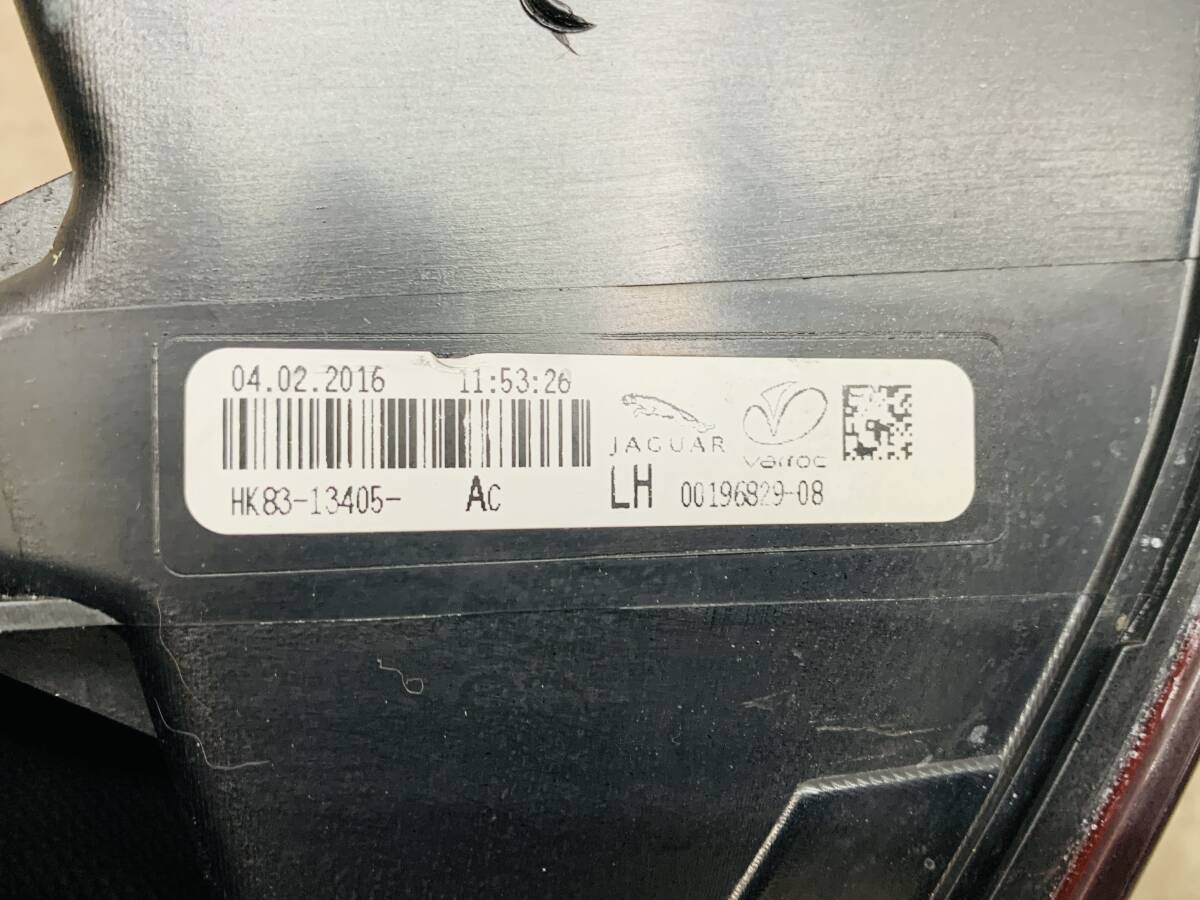 04.02.2016 11:53:26
JAGUAR
varroc
HK83-13405- AC LH 00196829-08